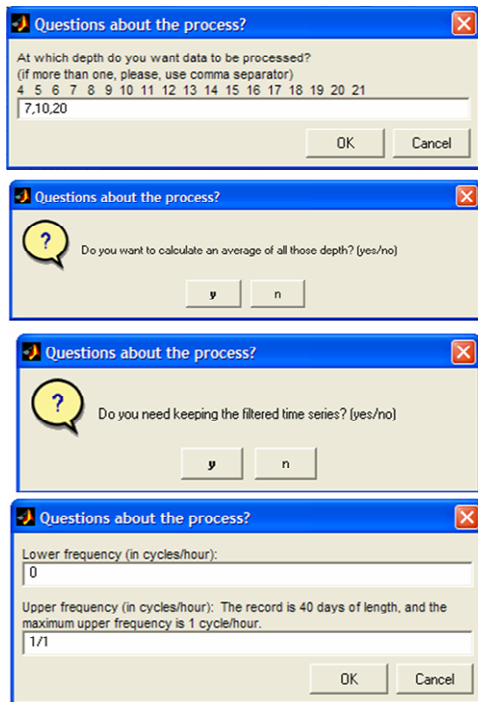 Questions about the process?
At which depth do you want data to be processed?
(if more than one, please, use comma separator)
4 5 6 7 8 9 10 11 12 13 14 15 16 17 18 19 20 21
7,10,20
OK Cancel
Questions about the process?
?
Do you want to calculate an average of all those depth? (yes/no)
y n
Questions about the process?
?
Do you need keeping the filtered time series? (yes/no)
y n
Questions about the process?
Lower frequency (in cycles/hour):
0
Upper frequency (in cycles/hour): The record is 40 days of length, and the
maximum upper frequency is 1 cycle/hour.
1/1
OK Cancel